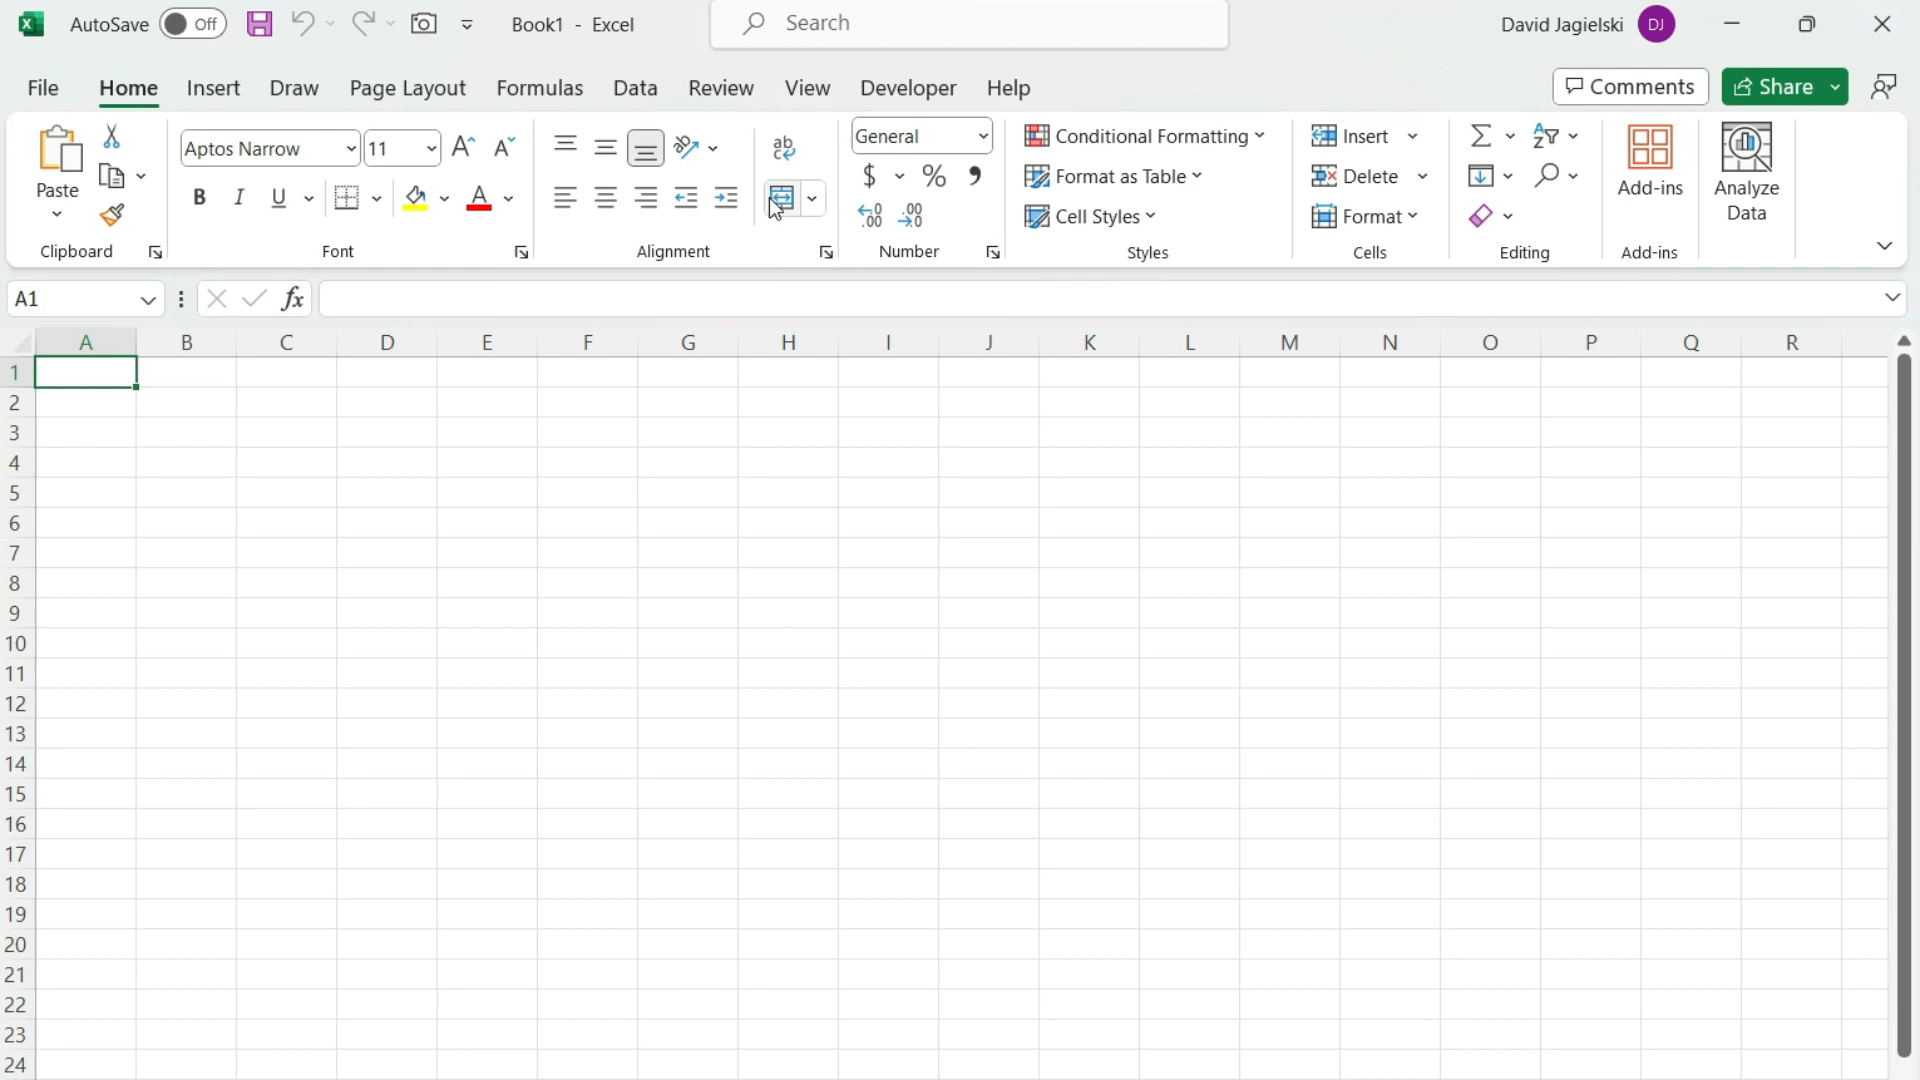 AutoSave Off Book1 - Excel Search David Jagielski DJ
File Home Insert Draw Page Layout Formulas Data Review View Developer Help Comments Share
Paste
Clipboard
Aptos Narrow 11
B I U A
Font
ab
Alignment
General
$ % ,
.00 .00
Number
Conditional Formatting
Format as Table
Cell Styles
Styles
Insert
Delete
Format
Cells
Editing
Add-ins
Add-ins
Analyze
Data
A1 fx
A B C D E F G H I J K L M N O P Q R
1
2
3
4
5
6
7
8
9
10
11
12
13
14
15
16
17
18
19
20
21
22
23
24